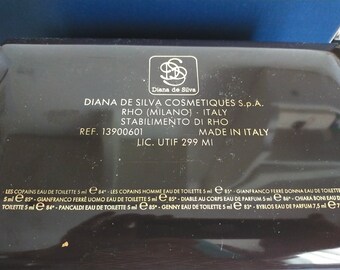 Diana de Silva
DIANA DE SILVA COSMETIQUES S.p.A.
RHO (MILANO) - ITALY
STABILIMENTO DI RHO
REF. 13900601 MADE IN ITALY
LIC. UTIF 299 MI
- LES COPAINS EAU DE TOILETTE 5 ml ℮ 84° - LES COPAINS HOMME EAU DE TOILETTE 5 ml ℮ 85° - GIANFRANCO FERRE DONNA EAU DE TOILETTE
5 ml ℮ 85° - GIANFRANCO FERRÉ UOMO EAU DE TOILETTE 5 ml ℮ 85° - DIABLE AU CORPS EAU DE PARFUM 5 ml ℮ 86° - CHIARA BONI EAU DE
TOILETTE 5 ml ℮ 84° - PANCALDI EAU DE TOILETTE 5 ml ℮ 85° - GENNY EAU DE TOILETTE 5 ml ℮ 93° - BYBLOS EAU DE PARFUM 7,5 ml